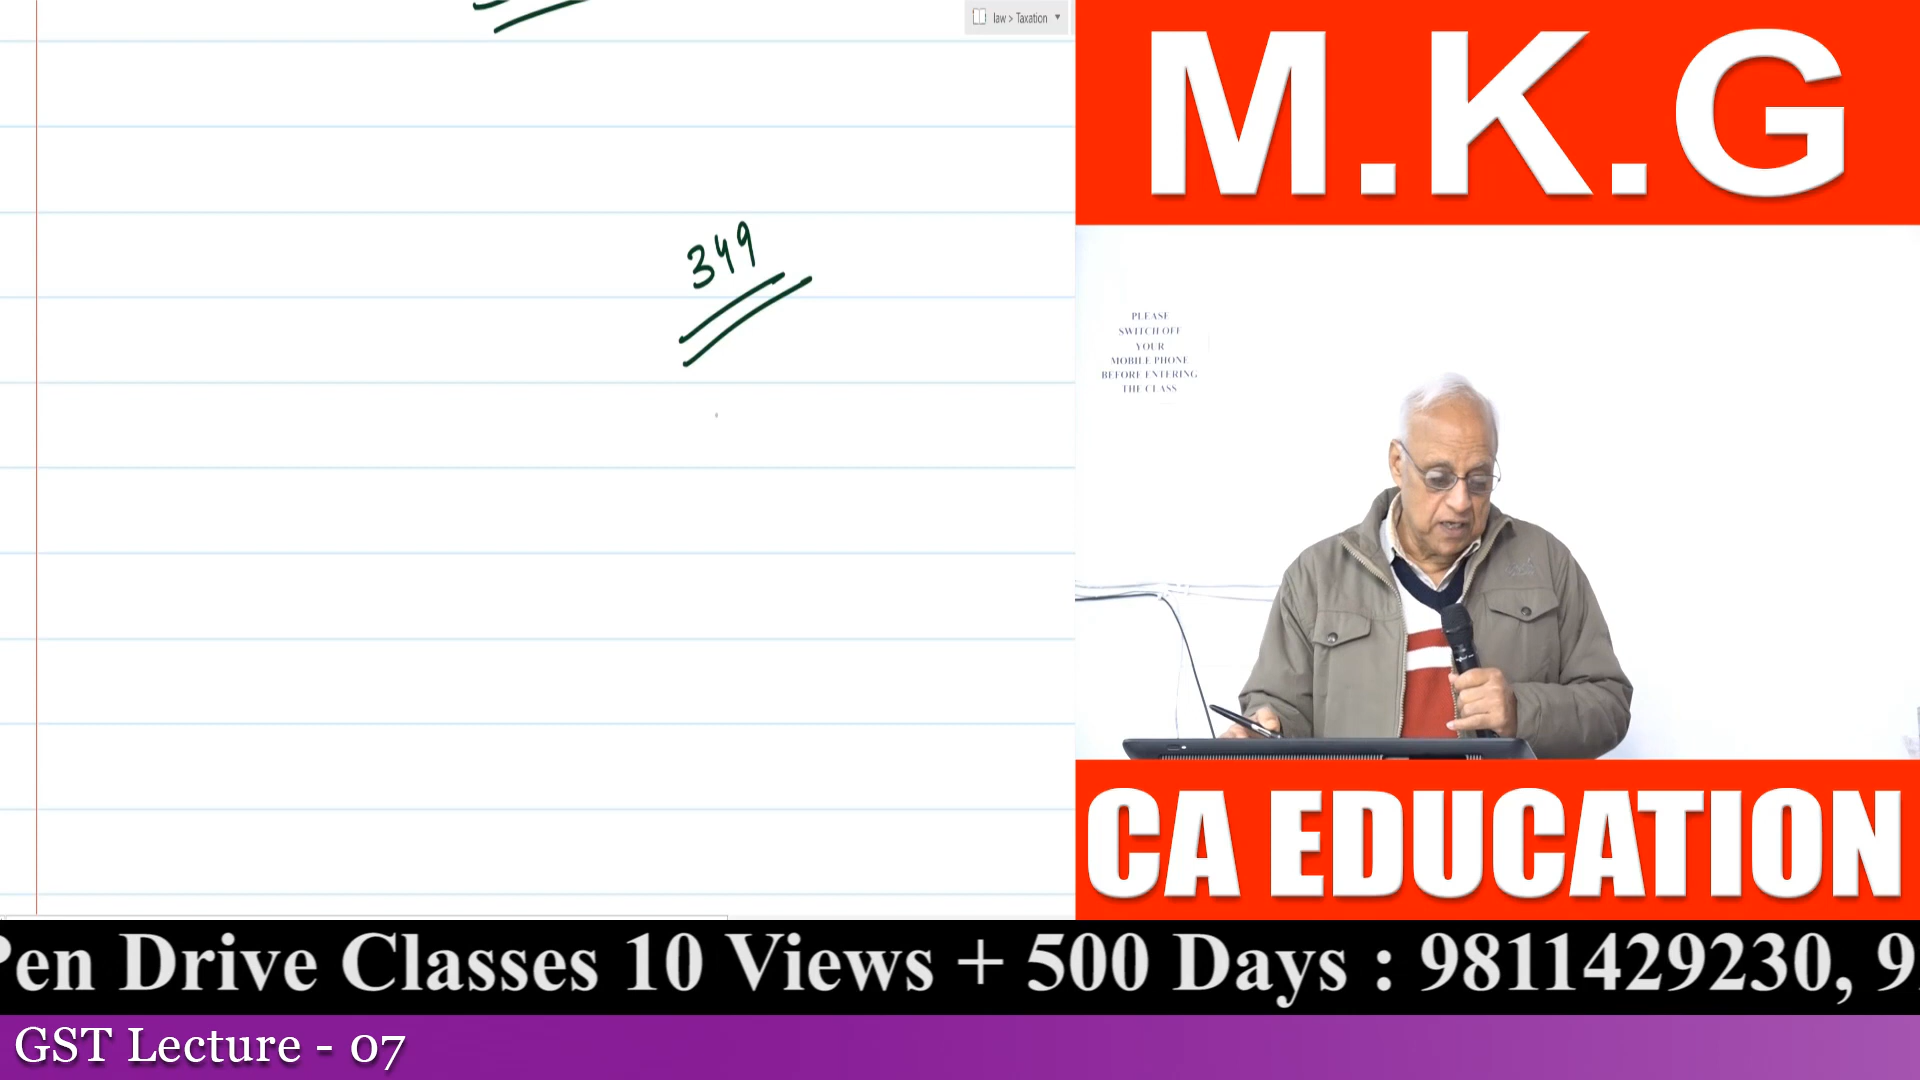 law > Taxation
349
M.K.G
PLEASE
SWITCH OFF
YOUR
MOBILE PHONE
BEFORE ENTERING
THE CLASS
CA EDUCATION
Pen Drive Classes 10 Views + 500 Days : 9811429230, 9
GST Lecture - 07